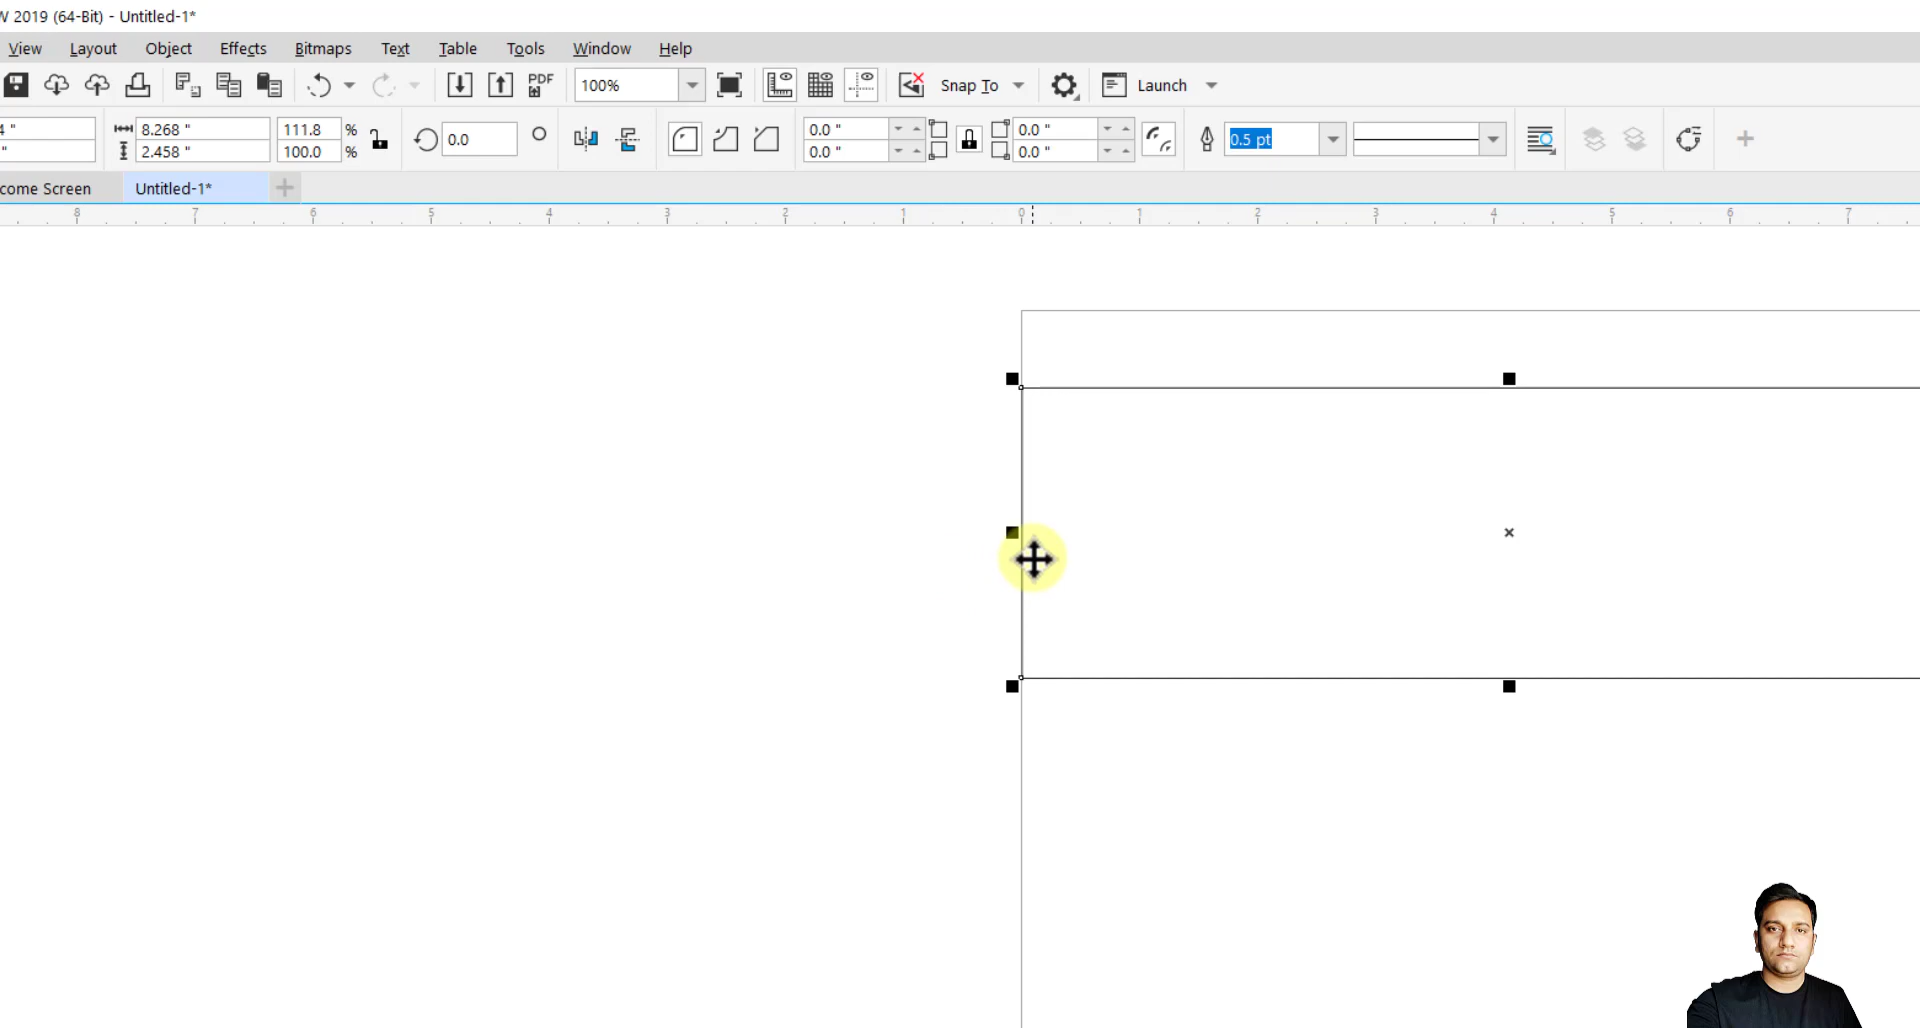 W 2019 (64-Bit) - Untitled-1*
View Layout Object Effects Bitmaps Text Table Tools Window Help
PDF 100% Snap To Launch
4 " 8.268 " 111.8 % 0.0 0.0 " 0.0 " 0.5 pt
" 2.458 " 100.0 % 0.0 " 0.0 "
come Screen Untitled-1*
8 7 6 5 4 3 2 1 0 1 2 3 4 5 6 7